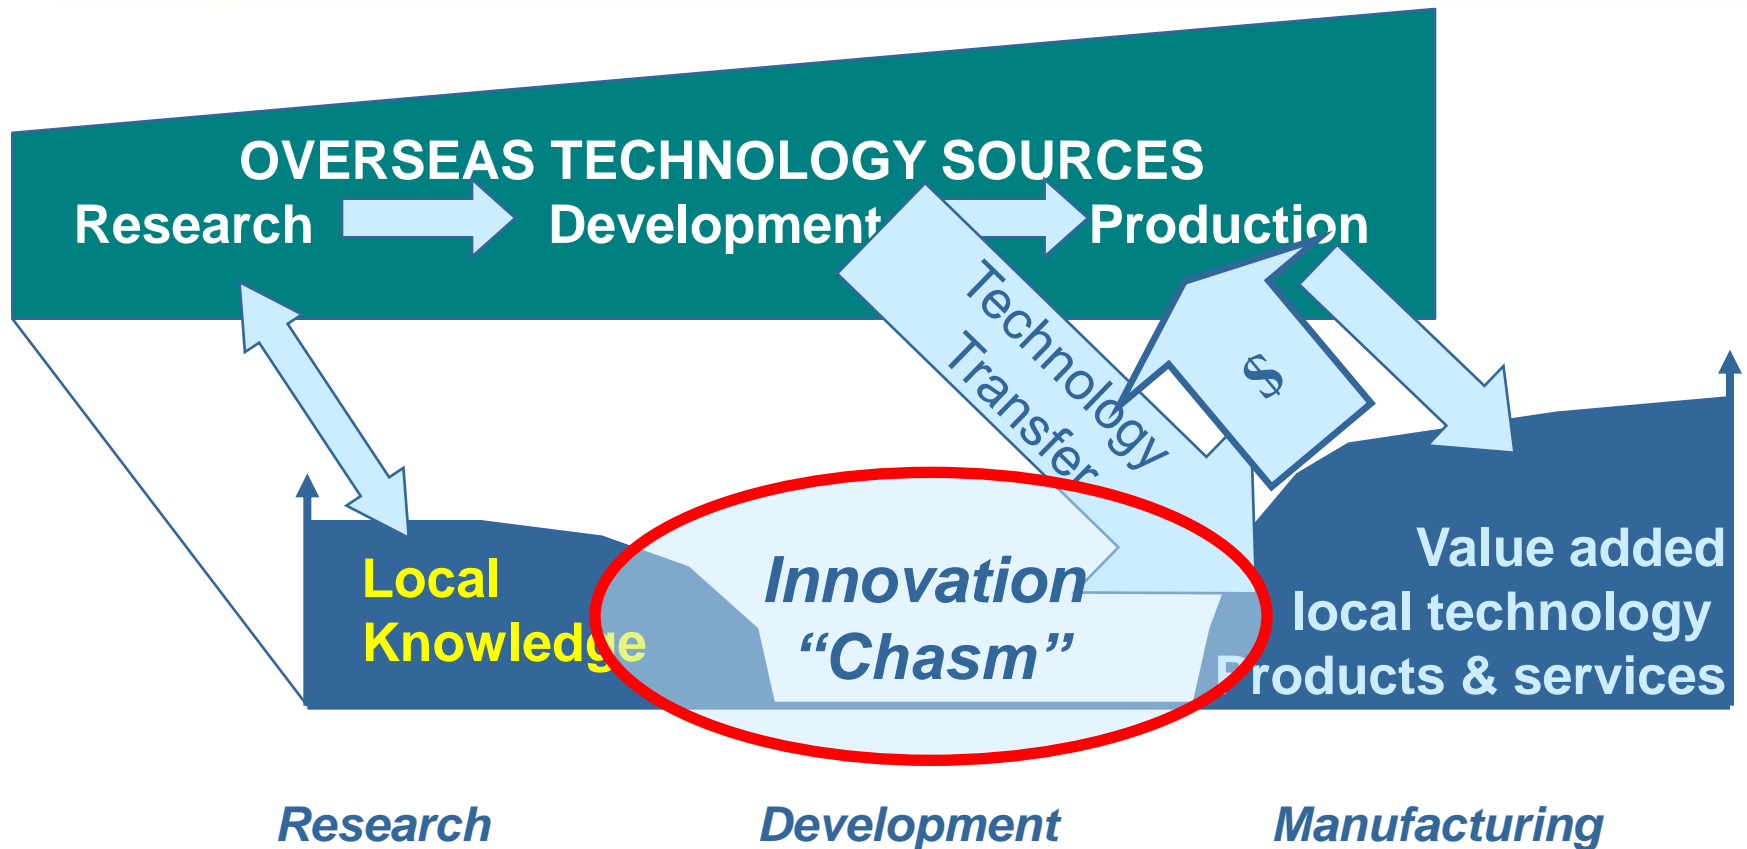 OVERSEAS TECHNOLOGY SOURCES
Research Development Production
Technology
Transfer
$
Local
Knowledge
Innovation
“Chasm”
Value added
local technology
Products & services
Research Development Manufacturing